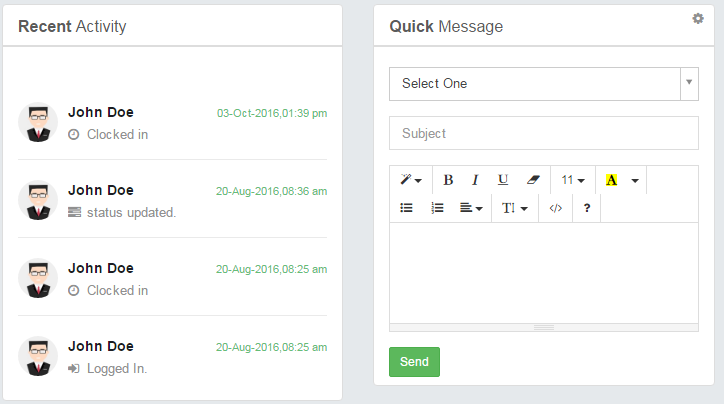 Recent Activity
John Doe
03-Oct-2016,01:39 pm
Clocked in
John Doe
20-Aug-2016,08:36 am
status updated.
John Doe
20-Aug-2016,08:25 am
Clocked in
John Doe
20-Aug-2016,08:25 am
Logged In.
Quick Message
Select One
Subject
B I U 11 A
T </> ?
Send